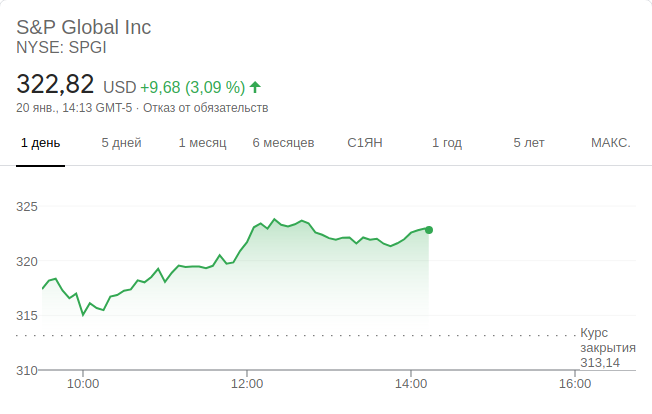 S&P Global Inc
NYSE: SPGI
322,82 USD +9,68 (3,09 %)
20 янв., 14:13 GMT-5 · Отказ от обязательств
1 день 5 дней 1 месяц 6 месяцев С1ЯН 1 год 5 лет МАКС.
325
320
315
Курс
закрытия
313,14
310
10:00 12:00 14:00 16:00